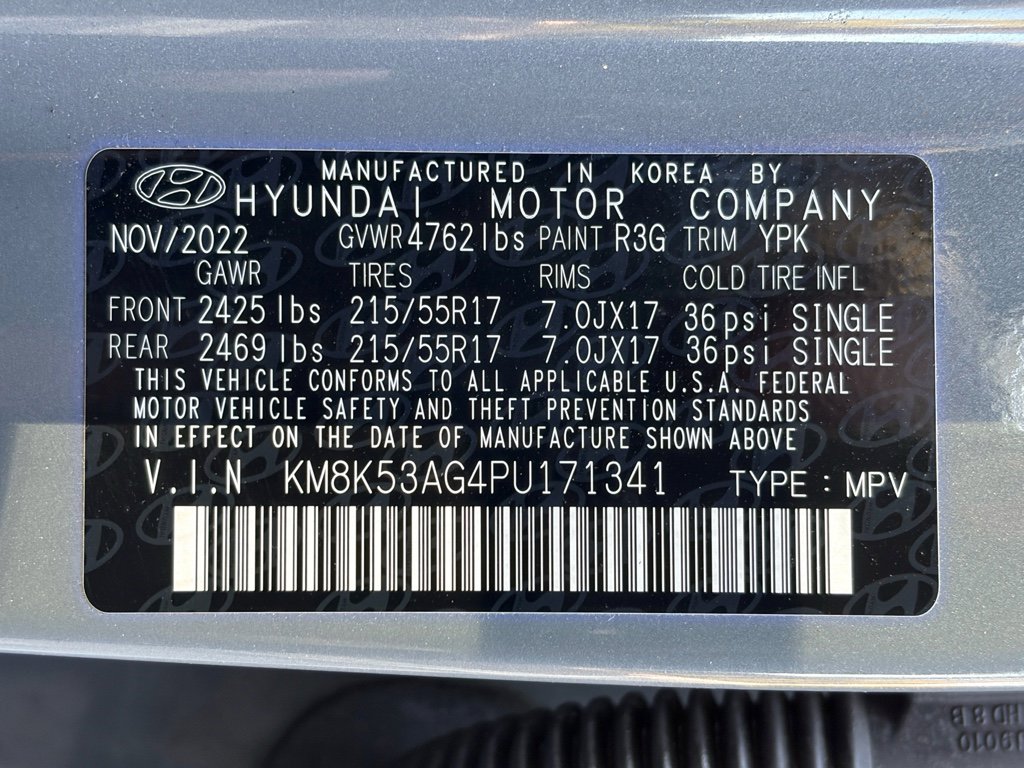 MANUFACTURED IN KOREA BY
HYUNDAI MOTOR COMPANY
NOV/2022 GVWR 4762 lbs PAINT R3G TRIM YPK
GAWR TIRES RIMS COLD TIRE INFL
FRONT 2425 lbs 215/55R17 7.0JX17 36psi SINGLE
REAR 2469 lbs 215/55R17 7.0JX17 36psi SINGLE
THIS VEHICLE CONFORMS TO ALL APPLICABLE U.S.A. FEDERAL
MOTOR VEHICLE SAFETY AND THEFT PREVENTION STANDARDS
IN EFFECT ON THE DATE OF MANUFACTURE SHOWN ABOVE
V.I.N KM8K53AG4PU171341 TYPE : MPV
HD 8 B